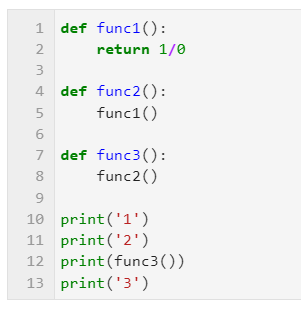 1 def func1():
2     return 1/0
3
4 def func2():
5     func1()
6
7 def func3():
8     func2()
9
10 print('1')
11 print('2')
12 print(func3())
13 print('3')